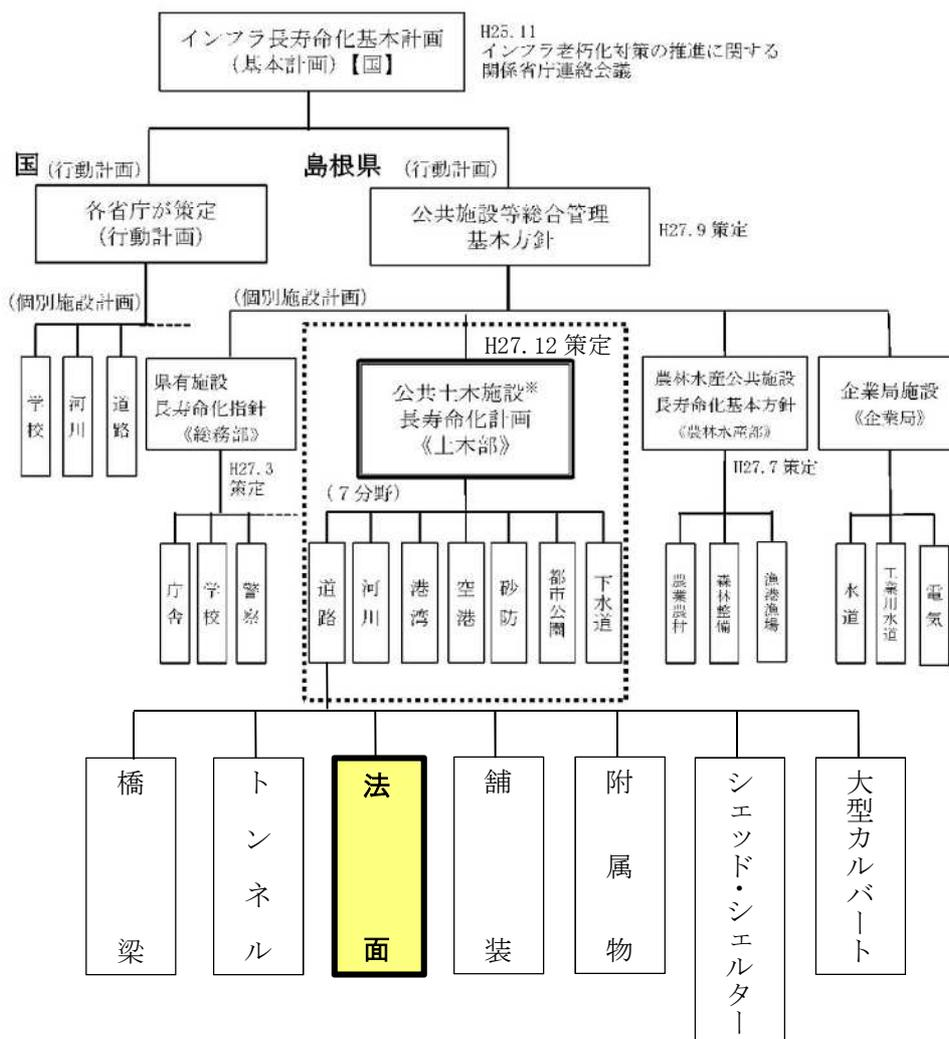 インフラ長寿命化基本計画
(基本計画)【国】
H25.11
インフラ老朽化対策の推進に関する
関係省庁連絡会議
国 (行動計画)
島根県 (行動計画)
各省庁が策定
(行動計画)
公共施設等総合管理
基本方針
H27.9 策定
(個別施設計画)
(個別施設計画)
学校
河川
道路
県有施設
長寿命化指針
《総務部》
H27.12 策定
公共土木施設※
長寿命化計画
《土木部》
農林水産公共施設
長寿命化基本方針
《農林水産部》
企業局施設
《企業局》
H27.3
策定
(7分野)
H27.7 策定
庁舎
学校
警察
道路
河川
港湾
空港
砂防
都市公園
下水道
農業農村
森林整備
漁港漁場
水道
工業用水道
電気
橋梁
トンネル
法面
舗装
附属物
シェッド・シェルター
大型カルバート